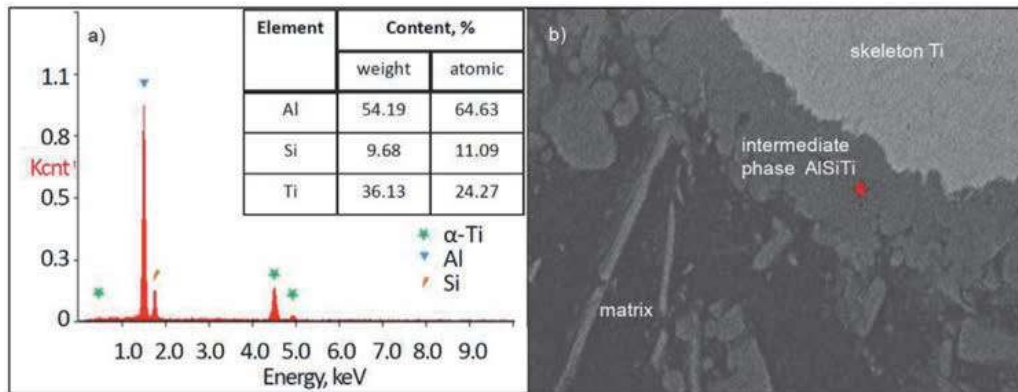 a)
Element Content, %
weight atomic
Al 54.19 64.63
Si 9.68 11.09
Ti 36.13 24.27
1.1
0.8
Kcnt
0.5
0.3
0
α-Ti
Al
Si
1.0 2.0 3.0 4.0 5.0 6.0 7.0 8.0 9.0
Energy, keV
b)
skeleton Ti
intermediate
phase AlSiTi
matrix